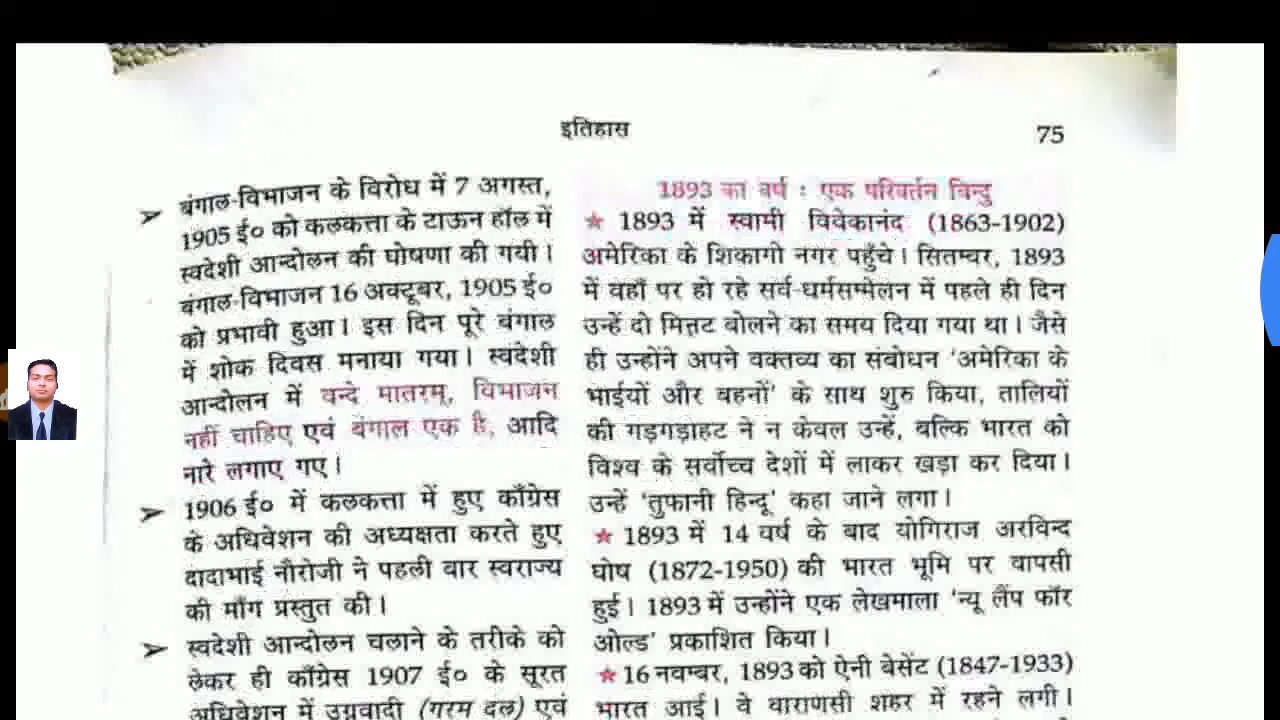 इतिहास
75
बंगाल-विभाजन के विरोध में 7 अगस्त,
1905 ई० को कलकत्ता के टाऊन हॉल में
स्वदेशी आन्दोलन की घोषणा की गयी।
बंगाल-विभाजन 16 अक्टूबर, 1905 ई०
को प्रभावी हुआ। इस दिन पूरे बंगाल
में शोक दिवस मनाया गया। स्वदेशी
आन्दोलन में वन्दे मातरम्, विभाजन
नहीं चाहिए एवं बंगाल एक है, आदि
नारे लगाए गए।
➤ 1906 ई० में कलकत्ता में हुए काँग्रेस
के अधिवेशन की अध्यक्षता करते हुए
दादाभाई नौरोजी ने पहली बार स्वराज्य
की माँग प्रस्तुत की।
➤ स्वदेशी आन्दोलन चलाने के तरीके को
लेकर ही काँग्रेस 1907 ई० के सूरत
अधिवेशन में उग्रवादी (गरम दल) एवं
1893 का वर्ष : एक परिवर्तन विन्दु
★ 1893 में स्वामी विवेकानंद (1863-1902)
अमेरिका के शिकागो नगर पहुँचे। सितम्बर, 1893
में वहाँ पर हो रहे सर्व-धर्मसम्मेलन में पहले ही दिन
उन्हें दो मिनट बोलने का समय दिया गया था। जैसे
ही उन्होंने अपने वक्तव्य का संबोधन 'अमेरिका के
भाईयों और बहनों' के साथ शुरु किया, तालियों
की गड़गड़ाहट ने न केवल उन्हें, बल्कि भारत को
विश्व के सर्वोच्च देशों में लाकर खड़ा कर दिया।
उन्हें 'तुफानी हिन्दू' कहा जाने लगा।
★ 1893 में 14 वर्ष के बाद योगिराज अरविन्द
घोष (1872-1950) की भारत भूमि पर वापसी
हुई। 1893 में उन्होंने एक लेखमाला 'न्यू लैंप फॉर
ओल्ड' प्रकाशित किया।
★ 16 नवम्बर, 1893 को ऐनी बेसेंट (1847-1933)
भारत आई। वे वाराणसी शहर में रहने लगी।